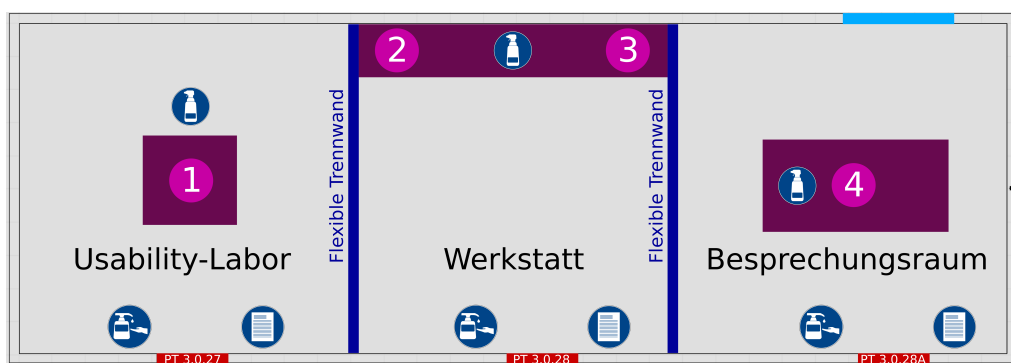 2
3
1
4
Flexible Trennwand
Flexible Trennwand
Usability-Labor
Werkstatt
Besprechungsraum
PT 3.0.27
PT 3.0.28
PT 3.0.28A